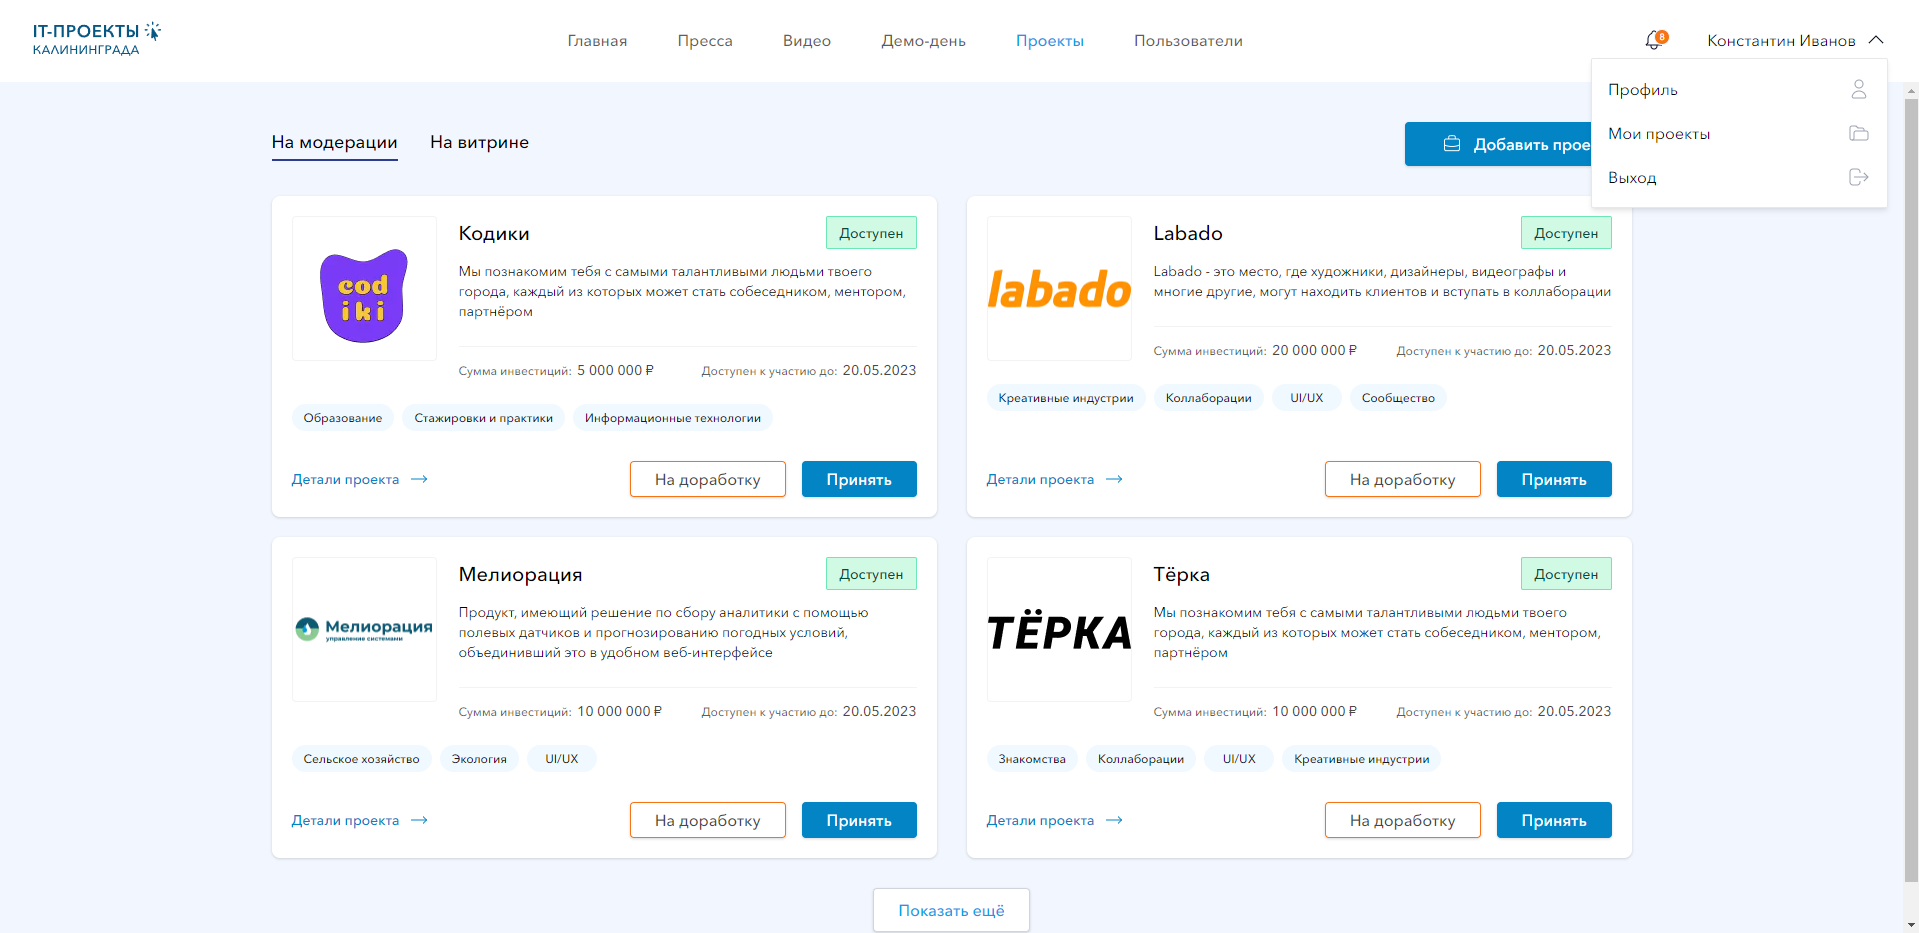 IT-ПРОЕКТЫ
КАЛИНИНГРАДА
Главная
Пресса
Видео
Демо-день
Проекты
Пользователи
8
Константин Иванов
Профиль
Мои проекты
Выход
На модерации
На витрине
Добавить прое
cod
iki
Кодики
Доступен
Мы познакомим тебя с самыми талантливыми людьми твоего
города, каждый из которых может стать собеседником, ментором,
партнёром
Сумма инвестиций: 5 000 000 ₽
Доступен к участию до: 20.05.2023
Образование
Стажировки и практики
Информационные технологии
Детали проекта
На доработку
Принять
labado
Labado
Доступен
Labado - это место, где художники, дизайнеры, видеографы и
многие другие, могут находить клиентов и вступать в коллаборации
Сумма инвестиций: 20 000 000 ₽
Доступен к участию до: 20.05.2023
Креативные индустрии
Коллаборации
UI/UX
Сообщество
Детали проекта
На доработку
Принять
Мелиорация
управление системами
Мелиорация
Доступен
Продукт, имеющий решение по сбору аналитики с помощью
полевых датчиков и прогнозированию погодных условий,
объединивший это в удобном веб-интерфейсе
Сумма инвестиций: 10 000 000 ₽
Доступен к участию до: 20.05.2023
Сельское хозяйство
Экология
UI/UX
Детали проекта
На доработку
Принять
ТЁРКА
Тёрка
Доступен
Мы познакомим тебя с самыми талантливыми людьми твоего
города, каждый из которых может стать собеседником, ментором,
партнёром
Сумма инвестиций: 10 000 000 ₽
Доступен к участию до: 20.05.2023
Знакомства
Коллаборации
UI/UX
Креативные индустрии
Детали проекта
На доработку
Принять
Показать ещё